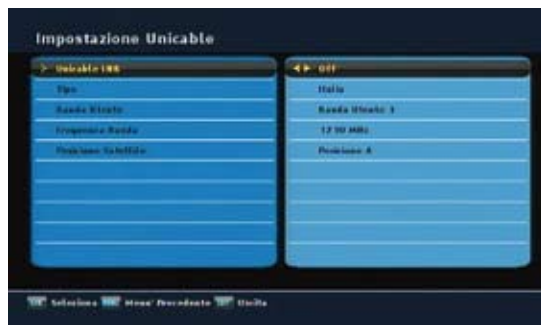 Impostazione Unicable
> Unicable LNB ◄► Off
Tipo Italia
Banda Utente Banda Utente 3
Frequenza Banda 1210 MHz
Posizione Satellite Posizione A
Seleziona Menu' Precedente Uscita